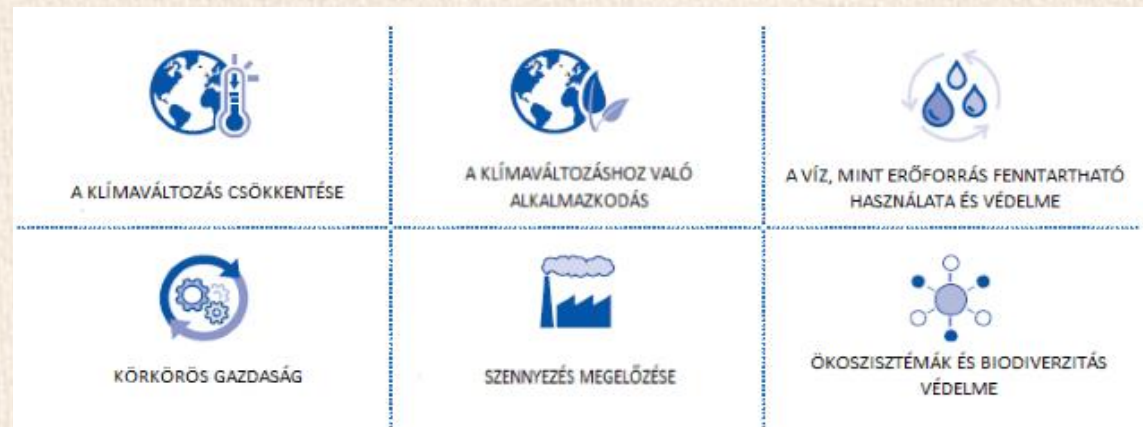 A KLÍMAVÁLTOZÁS CSÖKKENTÉSE
A KLÍMAVÁLTOZÁSHOZ VALÓ
ALKALMAZKODÁS
A VÍZ, MINT ERŐFORRÁS FENNTARTHATÓ
HASZNÁLATA ÉS VÉDELME
KÖRKÖRÖS GAZDASÁG
SZENNYEZÉS MEGELŐZÉSE
ÖKOSZISZTÉMÁK ÉS BIODIVERZITÁS
VÉDELME